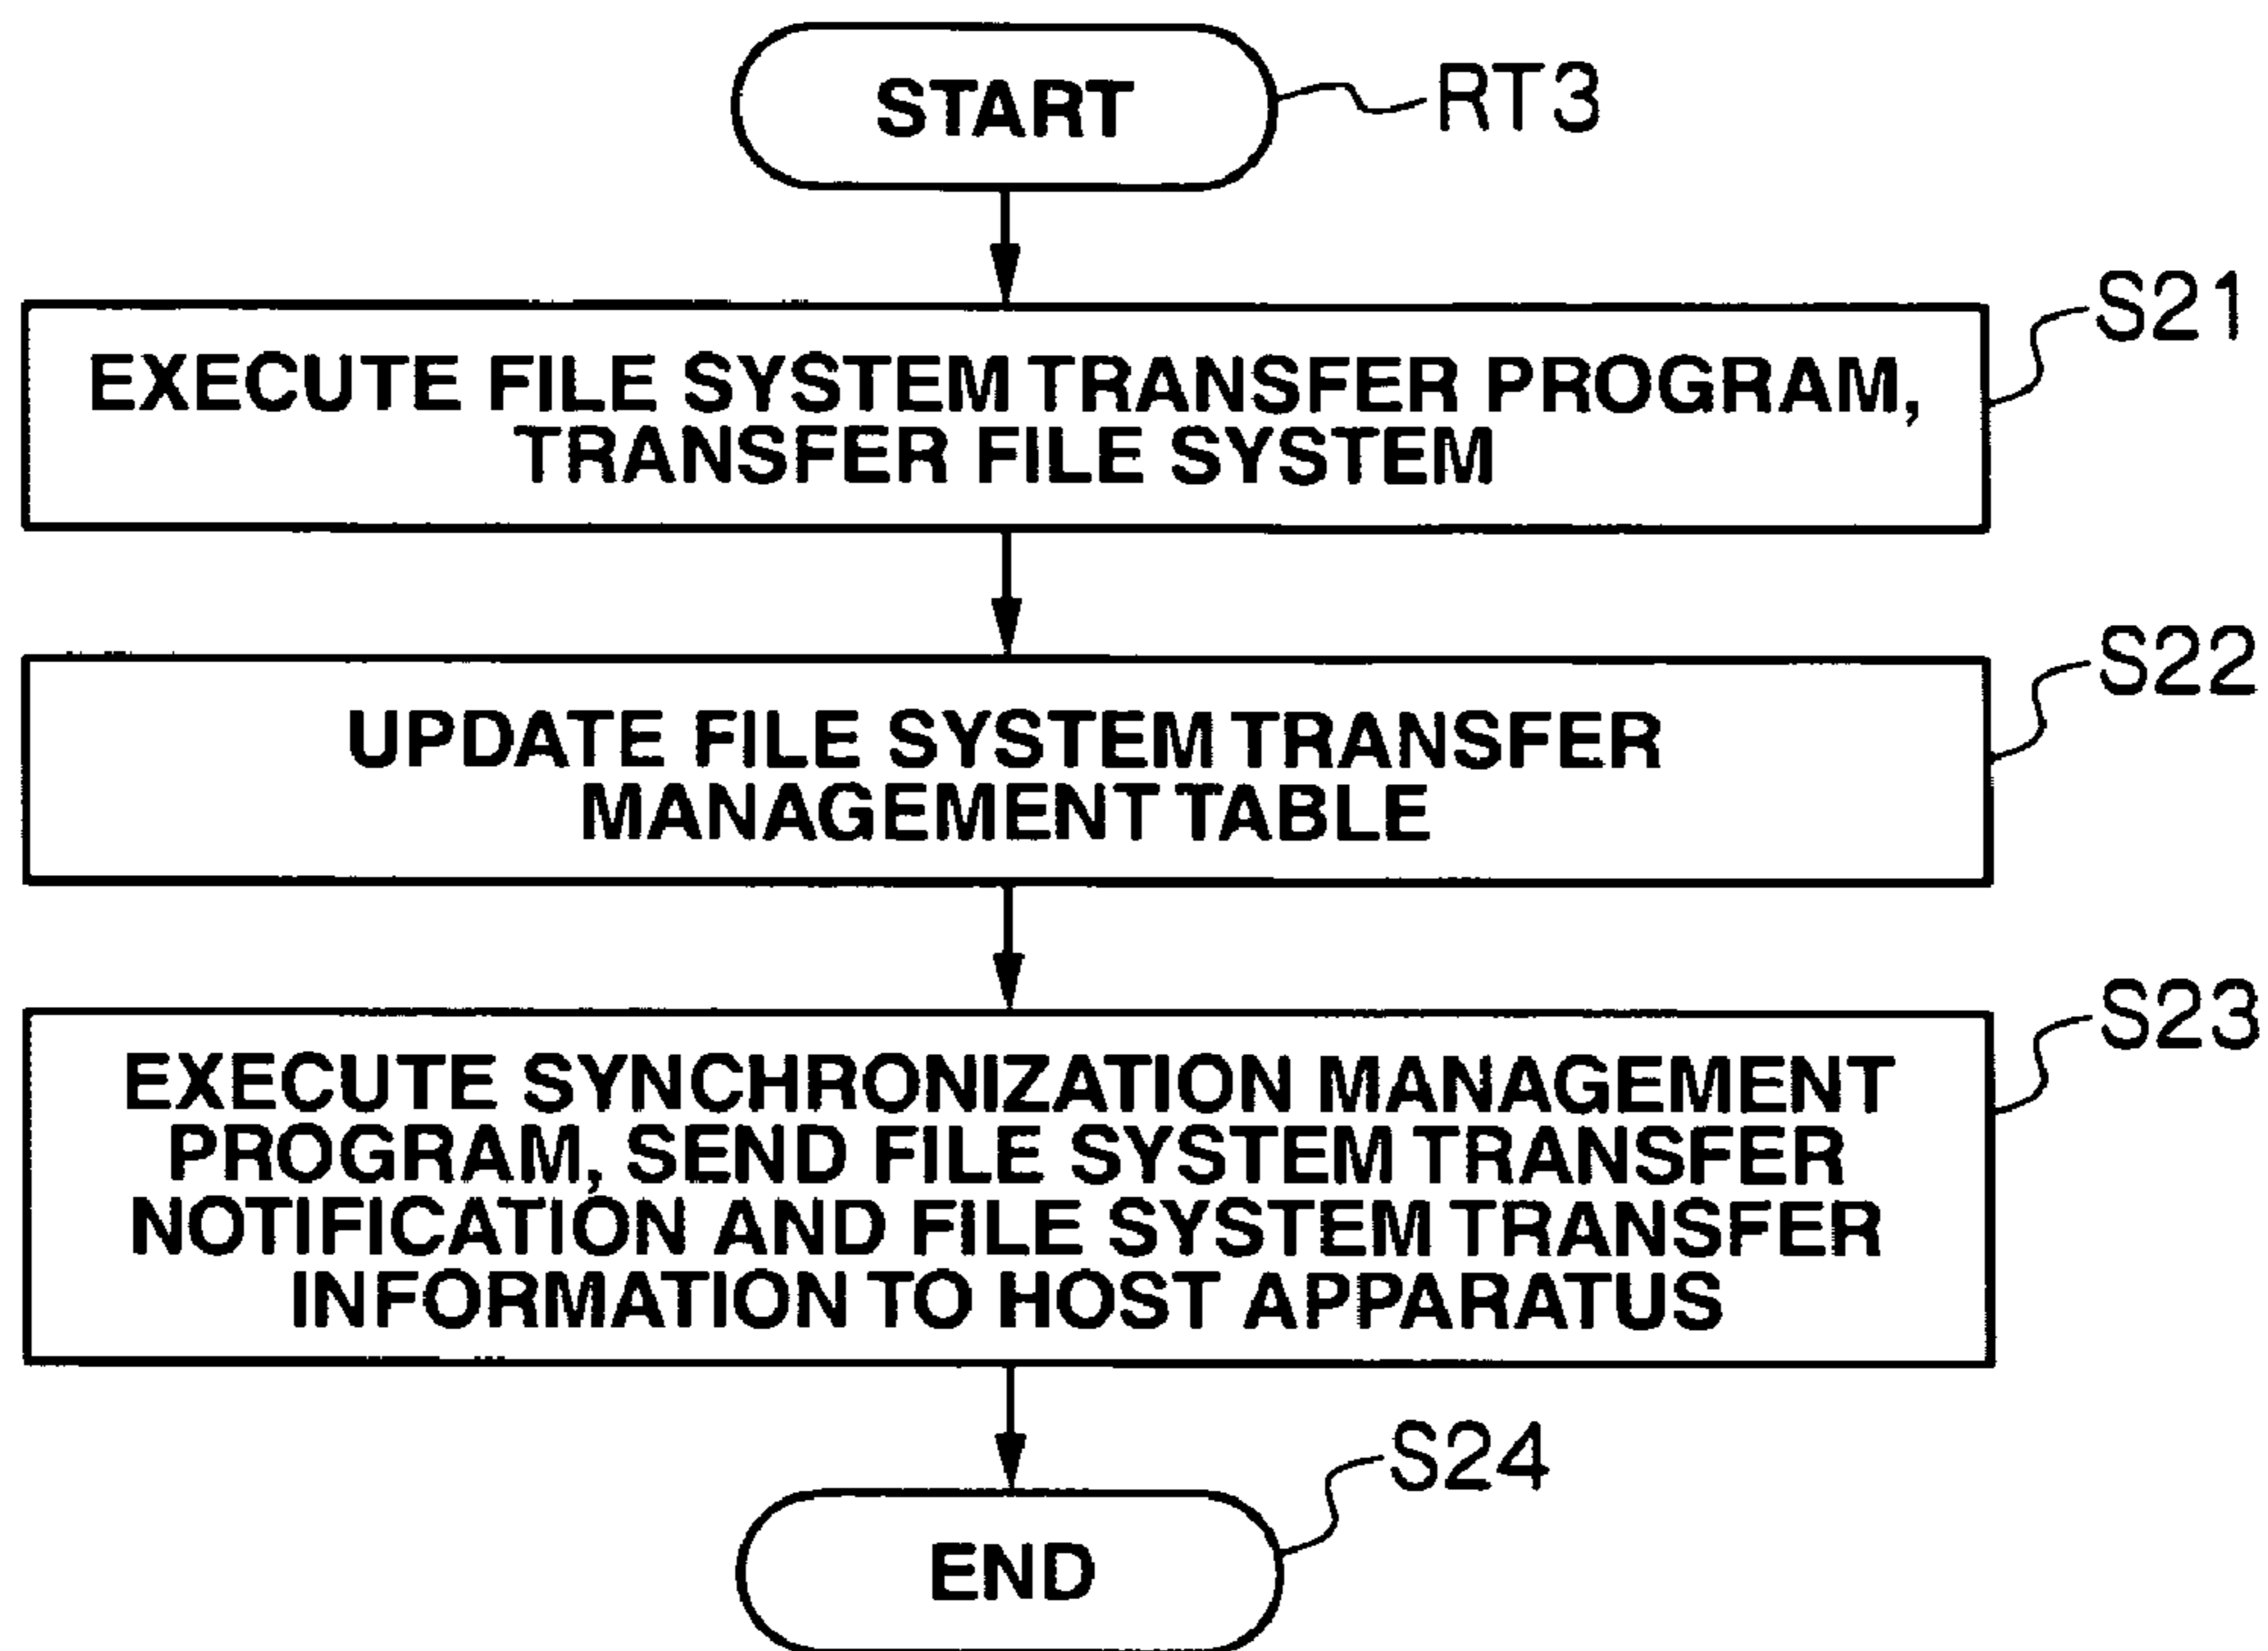 START
RT3
S21
EXECUTE FILE SYSTEM TRANSFER PROGRAM,
TRANSFER FILE SYSTEM
S22
UPDATE FILE SYSTEM TRANSFER
MANAGEMENT TABLE
S23
EXECUTE SYNCHRONIZATION MANAGEMENT
PROGRAM, SEND FILE SYSTEM TRANSFER
NOTIFICATION AND FILE SYSTEM TRANSFER
INFORMATION TO HOST APPARATUS
S24
END